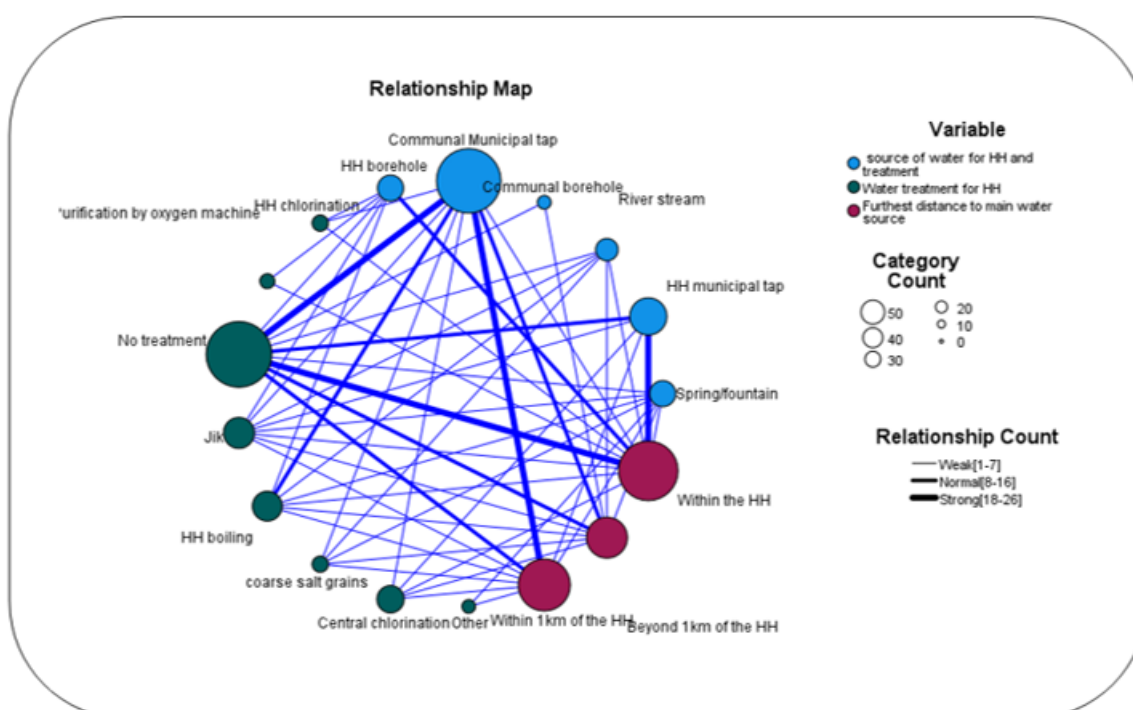 Relationship Map
Communal Municipal tap
HH borehole
Communal borehole
River stream
HH chlorination
urification by oxygen machine
HH municipal tap
No treatment
Spring/fountain
Jik
Within the HH
HH boiling
coarse salt grains
Central chlorination
Other
Within 1km of the HH
Beyond 1km of the HH
Variable
source of water for HH and
treatment
Water treatment for HH
Furthest distance to main water
source
Category
Count
50
40
30
20
10
0
Relationship Count
Weak[1-7]
Normal[8-16]
Strong[18-26]